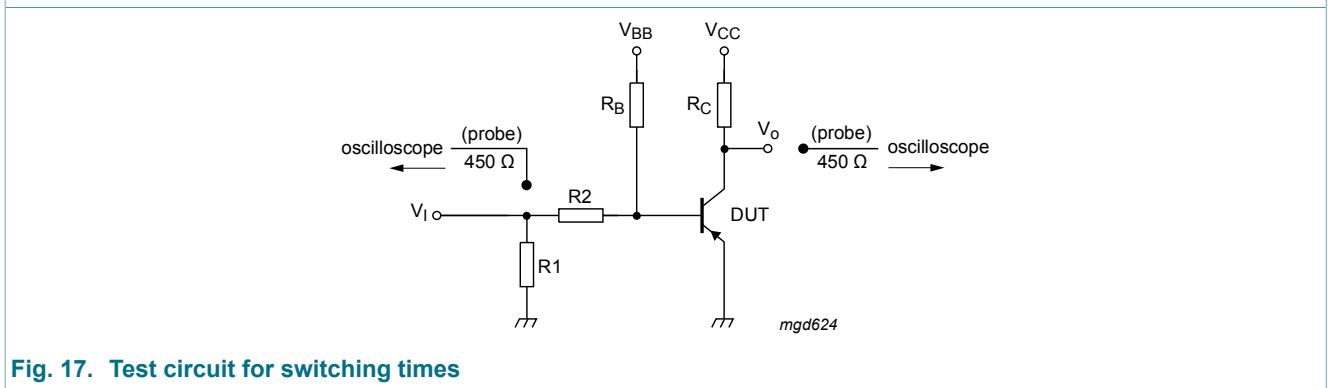 V_BB
V_CC
R_B
R_C
oscilloscope
(probe)
450 Ω
V_o
(probe)
450 Ω
oscilloscope
V_I
R2
DUT
R1
mgd624
Fig. 17. Test circuit for switching times